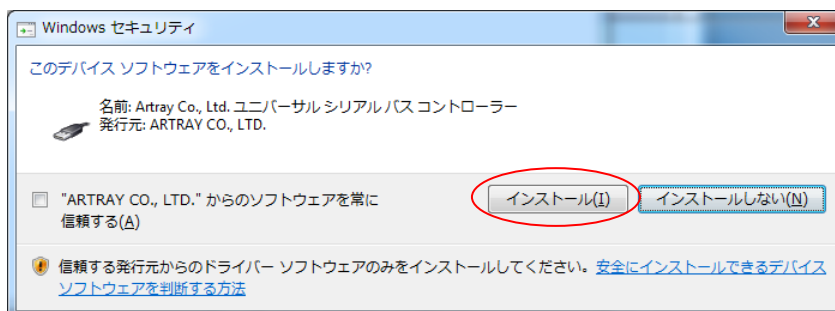 Windows セキュリティ
このデバイス ソフトウェアをインストールしますか?
名前: Artray Co., Ltd. ユニバーサル シリアル バス コントローラー
発行元: ARTRAY CO., LTD.
"ARTRAY CO., LTD." からのソフトウェアを常に
信頼する(A)
インストール(I)
インストールしない(N)
信頼する発行元からのドライバー ソフトウェアのみをインストールしてください。安全にインストールできるデバイス
ソフトウェアを判断する方法